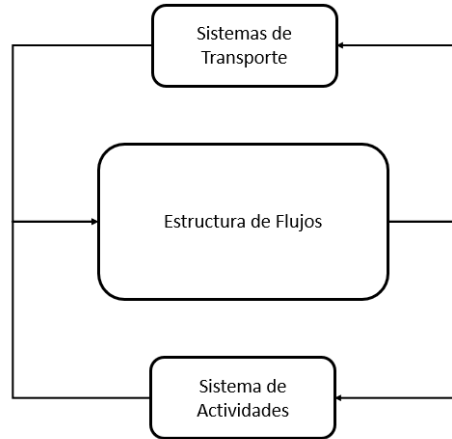 Sistemas de
Transporte
Estructura de Flujos
Sistema de
Actividades